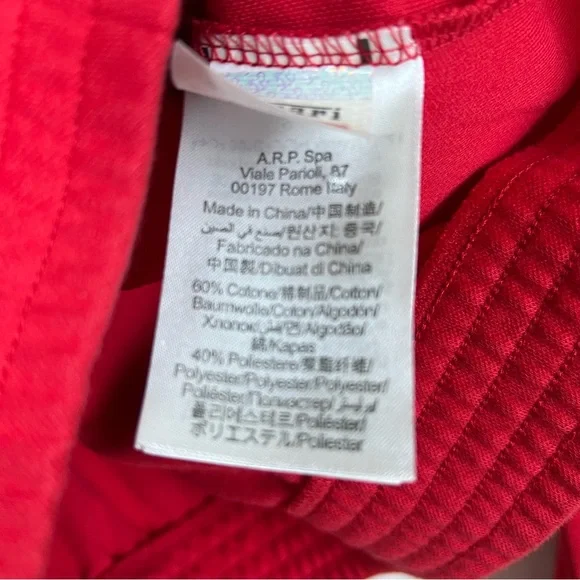 A.R.P. Spa
Viale Parioli, 87
00197 Rome Italy
Made in China/中国制造/
صنع في الصين/원산지: 중국/
Fabricado na China/
中国製/Dibuat di China
60% Cotone/棉制品/Cotton/
Baumwolle/Coton/Algodón/
Хлопок/면/Algodão/
綿/Kapas
40% Poliestere/聚酯纤维/
Polyester/Polyester/Polyester/
Poliéster/Полиэстер/بوليستر/
폴리에스테르/Poliéster/
ポリエステル/Poliester